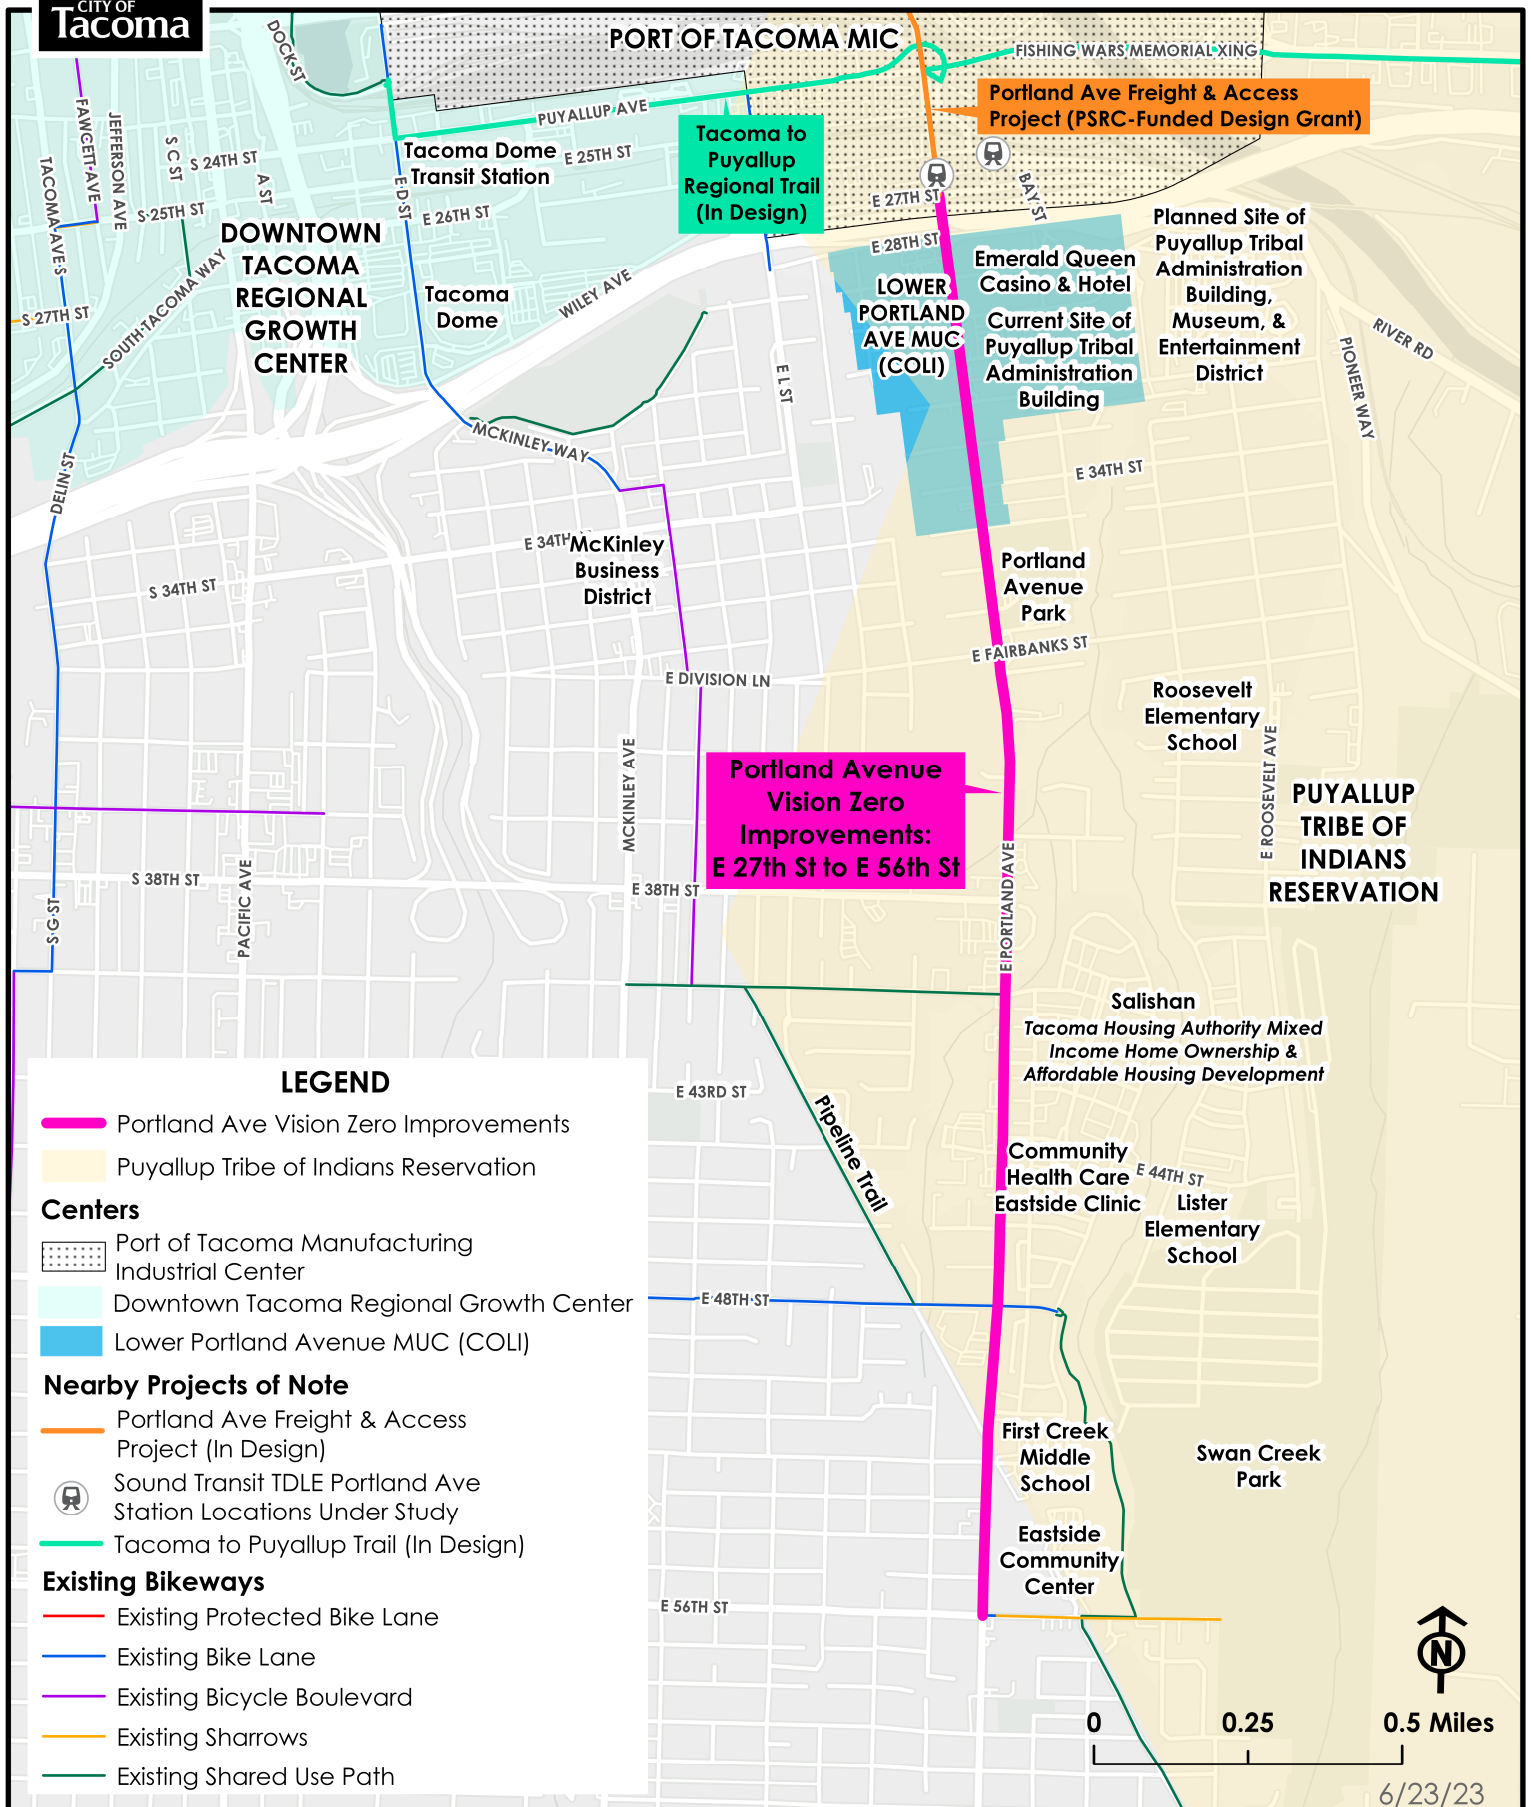 CITY OF
Tacoma
PORT OF TACOMA MIC
FISHING WARS MEMORIAL XING
DOCK ST
Portland Ave Freight & Access
Project (PSRC-Funded Design Grant)
PUYALLUP AVE
FAWCETT AVE
JEFFERSON AVE
S C ST
S 24TH ST
A ST
Tacoma Dome
Transit Station
E 25TH ST
Tacoma to
Puyallup
Regional Trail
(In Design)
TACOMA AVE S
S 25TH ST
E D ST
E 26TH ST
E 27TH ST
BAY ST
E 28TH ST
DOWNTOWN
TACOMA
REGIONAL
GROWTH
CENTER
SOUTH TACOMA WAY
S 27TH ST
Tacoma
Dome
WILEY AVE
E L ST
LOWER
PORTLAND
AVE MUC
(COLI)
Emerald Queen
Casino & Hotel
Current Site of
Puyallup Tribal
Administration
Building
Planned Site of
Puyallup Tribal
Administration
Building,
Museum, &
Entertainment
District
RIVER RD
PIONEER WAY
MCKINLEY WAY
DELIN ST
E 34TH ST
E 34TH
McKinley
Business
District
S 34TH ST
Portland
Avenue
Park
E FAIRBANKS ST
E DIVISION LN
Roosevelt
Elementary
School
E ROOSEVELT AVE
MCKINLEY AVE
Portland Avenue
Vision Zero
Improvements:
E 27th St to E 56th St
PUYALLUP
TRIBE OF
INDIANS
RESERVATION
S 38TH ST
PACIFIC AVE
E 38TH ST
S G ST
E PORTLAND AVE
Salishan
Tacoma Housing Authority Mixed
Income Home Ownership &
Affordable Housing Development
E 43RD ST
Pipeline Trail
Community
Health Care
Eastside Clinic
E 44TH ST
Lister
Elementary
School
E 48TH ST
First Creek
Middle
School
Swan Creek
Park
Eastside
Community
Center
E 56TH ST
LEGEND
Portland Ave Vision Zero Improvements
Puyallup Tribe of Indians Reservation
Centers
Port of Tacoma Manufacturing
Industrial Center
Downtown Tacoma Regional Growth Center
Lower Portland Avenue MUC (COLI)
Nearby Projects of Note
Portland Ave Freight & Access
Project (In Design)
Sound Transit TDLE Portland Ave
Station Locations Under Study
Tacoma to Puyallup Trail (In Design)
Existing Bikeways
Existing Protected Bike Lane
Existing Bike Lane
Existing Bicycle Boulevard
Existing Sharrows
Existing Shared Use Path
N
0 0.25 0.5 Miles
6/23/23